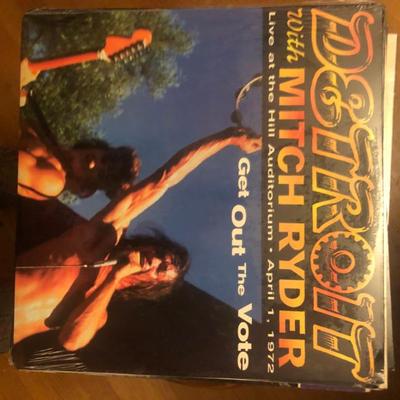 DETROIT
with MITCH RYDER
Live at the Hill Auditorium • April 1, 1972
Get Out The Vote